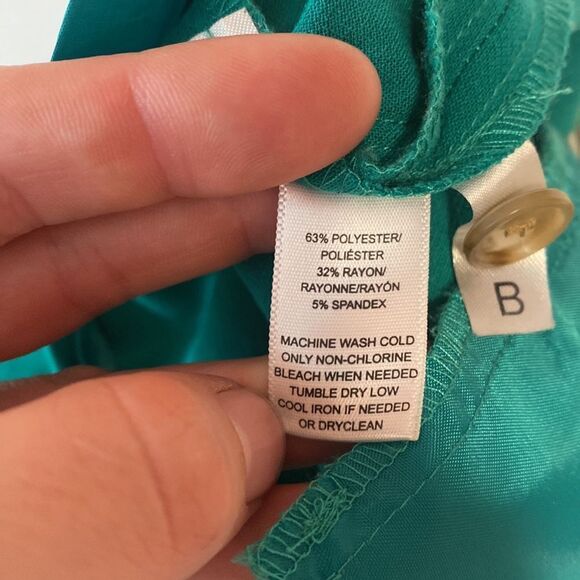 63% POLYESTER/
POLIÉSTER
32% RAYON/
RAYONNE/RAYÓN
5% SPANDEX
MACHINE WASH COLD
ONLY NON-CHLORINE
BLEACH WHEN NEEDED
TUMBLE DRY LOW
COOL IRON IF NEEDED
OR DRYCLEAN
B